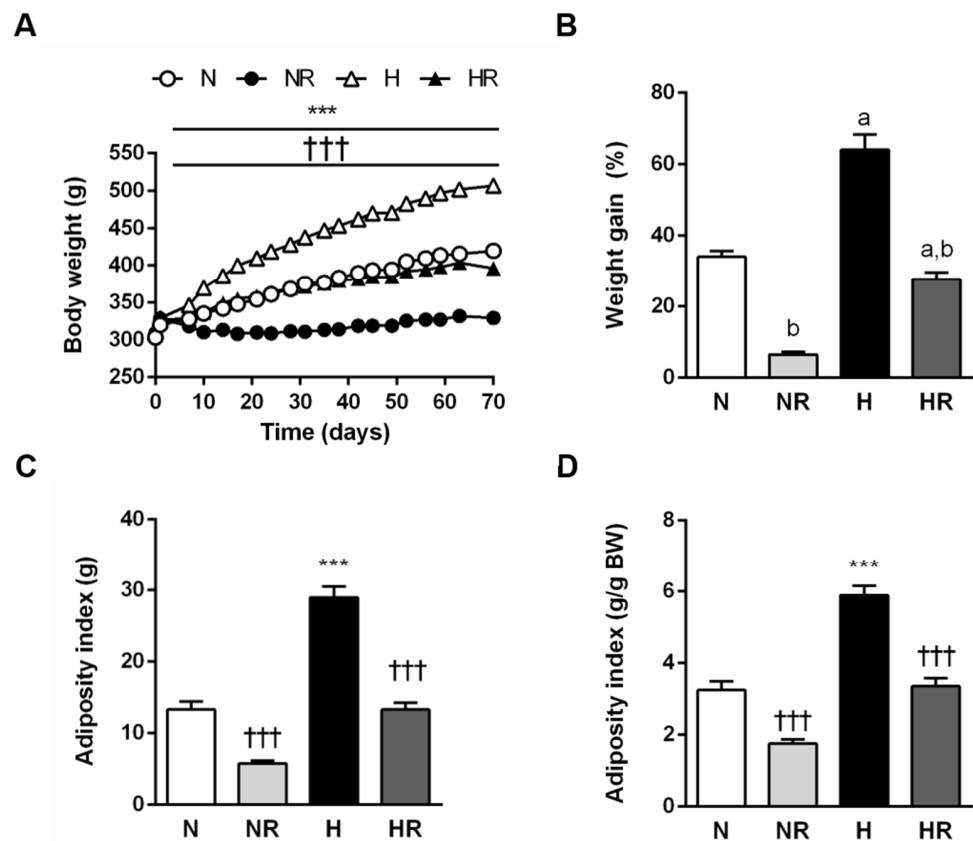 A
N NR H HR
***
†††
550
500
450
400
350
300
250
Body weight (g)
0 10 20 30 40 50 60 70
Time (days)
B
80
60
40
20
0
Weight gain (%)
a
b
a,b
N NR H HR
C
40
30
20
10
0
Adiposity index (g)
***
†††
†††
N NR H HR
D
8
6
4
2
0
Adiposity index (g/g BW)
***
†††
†††
N NR H HR